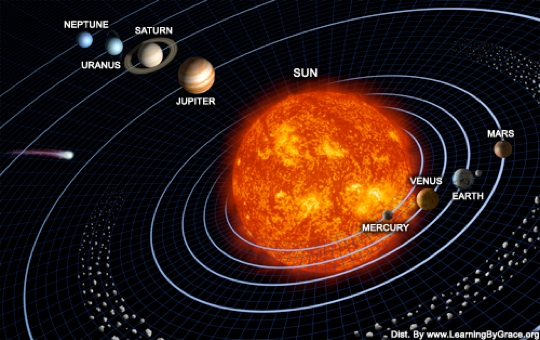 NEPTUNE
SATURN
URANUS
SUN
JUPITER
MARS
VENUS
EARTH
MERCURY
Dist. By www.LearningByGrace.org